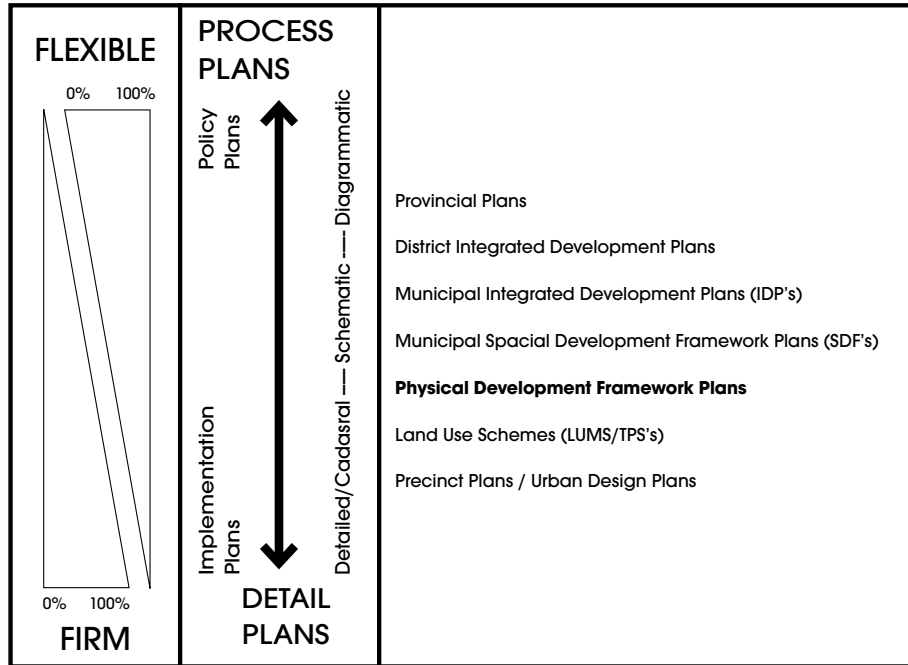 FLEXIBLE
0% 100%
0% 100%
FIRM
PROCESS
PLANS
Policy
Plans
Implementation
Plans
Detailed/Cadasral ---- Schematic ---- Diagrammatic
DETAIL
PLANS
Provincial Plans
District Integrated Development Plans
Municipal Integrated Development Plans (IDP's)
Municipal Spacial Development Framework Plans (SDF's)
Physical Development Framework Plans
Land Use Schemes (LUMS/TPS's)
Precinct Plans / Urban Design Plans